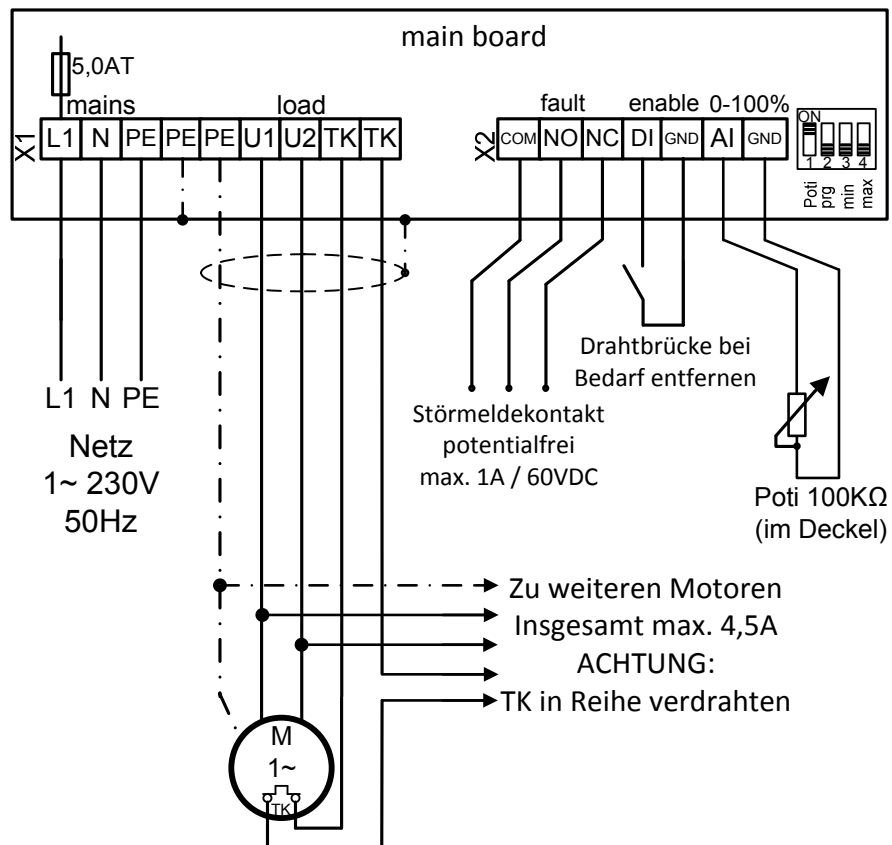 main board
5,0AT
mains
load
X1
L1 N PE PE PE U1 U2 TK TK
fault
enable
0-100%
X2
COM NO NC DI GND AI GND
ON
1 2 3 4
Poti
prg
min
max
L1 N PE
Netz
1~ 230V
50Hz
Störmeldekontakt
potentialfrei
max. 1A / 60VDC
Drahtbrücke bei
Bedarf entfernen
Poti 100KΩ
(im Deckel)
Zu weiteren Motoren
Insgesamt max. 4,5A
ACHTUNG:
TK in Reihe verdrahten
M
1~
TK